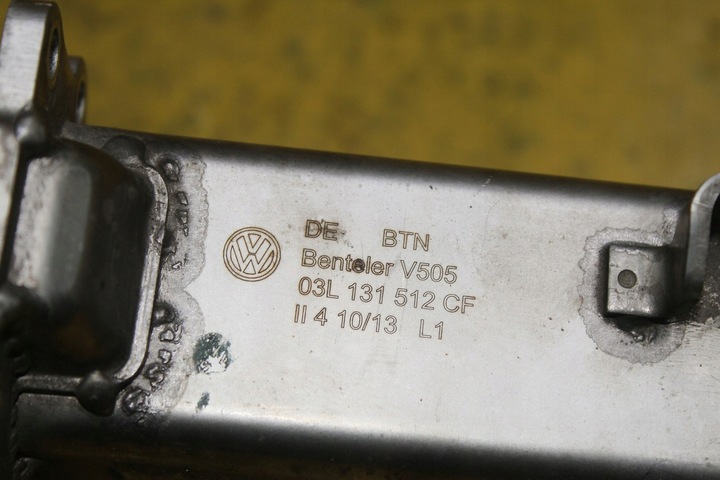 DE BTN
Benteler V505
03L 131 512 CF
II 4 10/13 L1